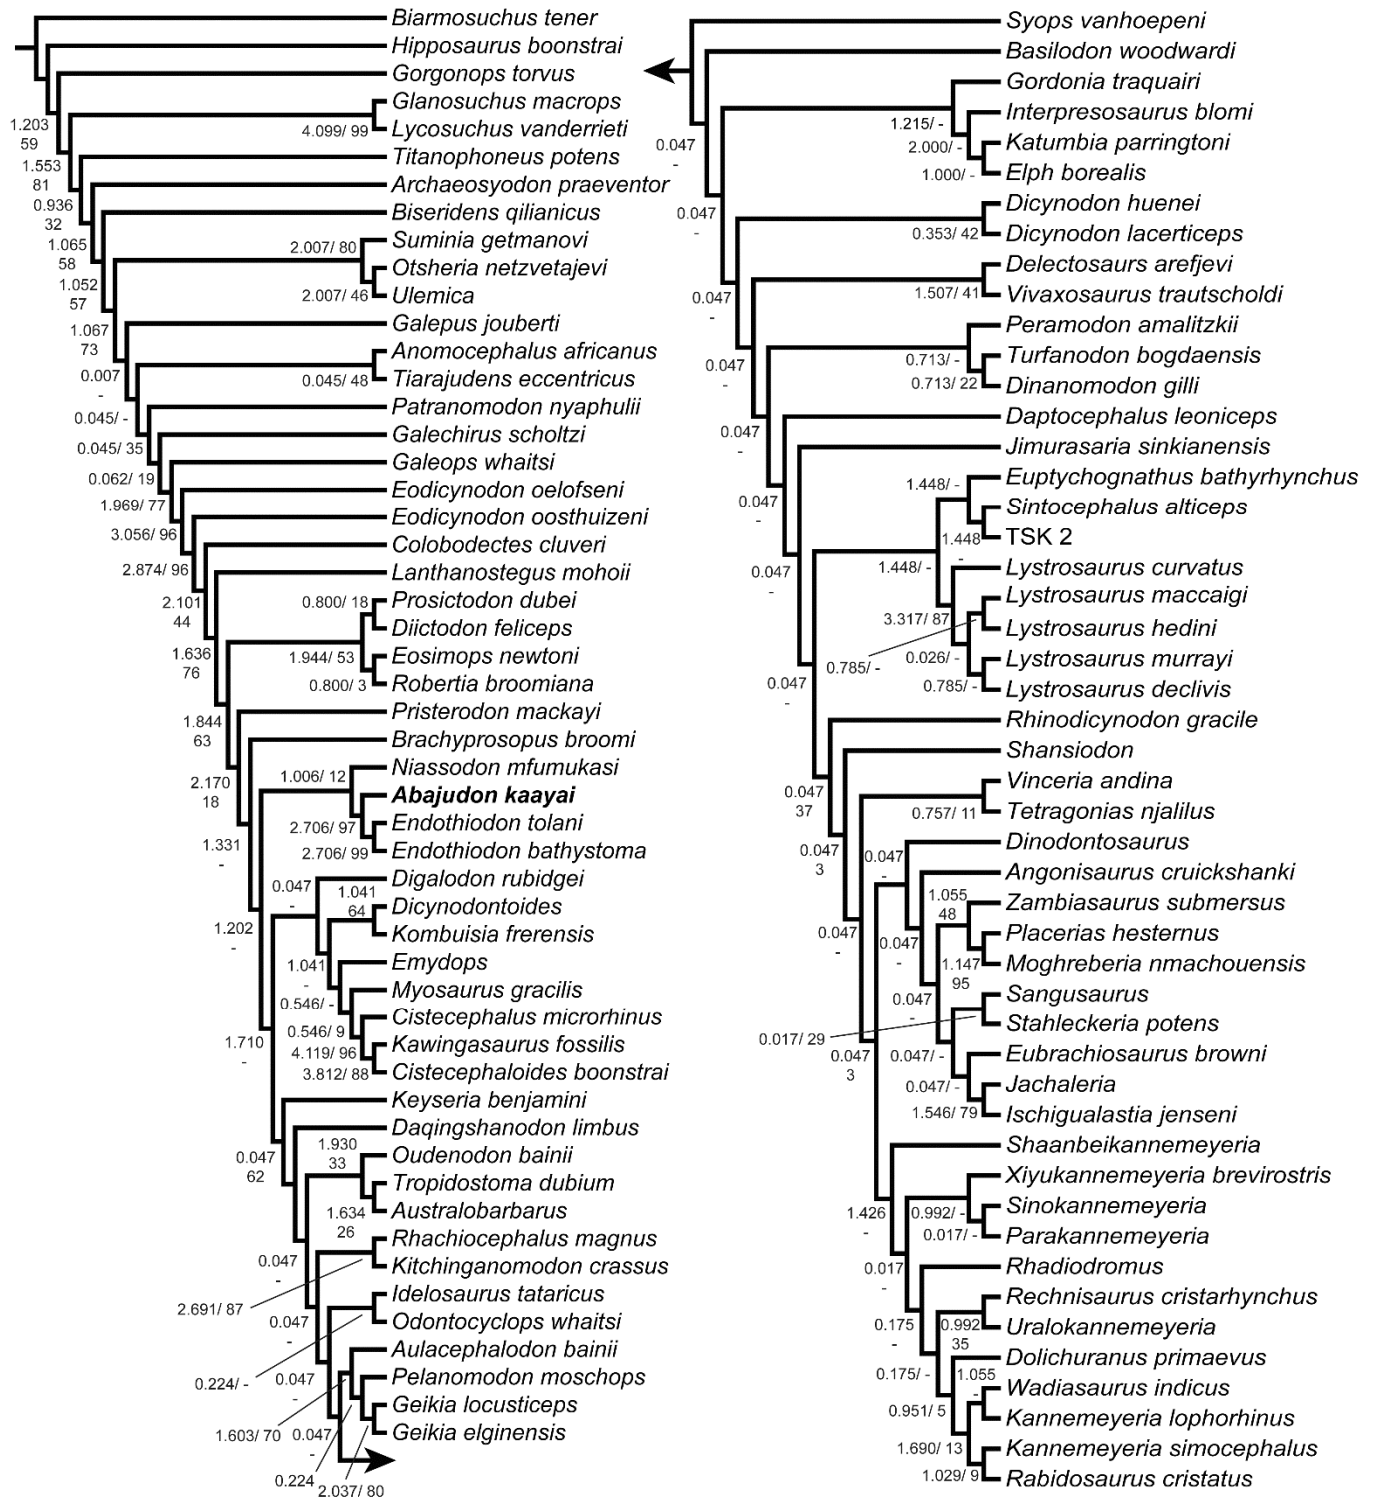 Biarmosuchus tener
Hipposaurus boonstrai
Gorgonops torvus
Glanosuchus macrops
1.203
4.099/ 99
Lycosuchus vanderrieti
59
Titanophoneus potens
1.553
81
Archaeosyodon praeventor
0.936
32
Biseridens qilianicus
1.065
58
Suminia getmanovi
2.007/ 80
Otsheria netzvetajevi
1.052
57
2.007/ 46
Ulemica
1.067
73
Galepus jouberti
Anomocephalus africanus
0.007
-
0.045/ 48
Tiarajudens eccentricus
Patranomodon nyaphulii
0.045/ -
Galechirus scholtzi
0.045/ 35
Galeops whaitsi
0.062/ 19
Eodicynodon oelofseni
1.969/ 77
Eodicynodon oosthuizeni
3.056/ 96
Colobodectes cluveri
2.874/ 96
Lanthanostegus mohoii
2.101
44
0.800/ 18
Prosictodon dubei
Diictodon feliceps
1.636
76
1.944/ 53
Eosimops newtoni
0.800/ 3
Robertia broomiana
1.844
63
Pristerodon mackayi
Brachyprosopus broomi
2.170
18
1.006/ 12
Niassodon mfumukasi
Abajudon kaayai
2.706/ 97
Endothiodon tolani
1.331
-
2.706/ 99
Endothiodon bathystoma
0.047
-
Digalodon rubidgei
1.041
64
Dicynodontoides
1.202
-
Kombuisia frerensis
1.041
-
Emydops
0.546/ -
Myosaurus gracilis
0.546/ 9
Cistecephalus microrhinus
1.710
-
4.119/ 96
Kawingasaurus fossilis
3.812/ 88
Cistecephaloides boonstrai
Keyseria benjamini
Daqingshanodon limbus
0.047
62
1.930
33
Oudenodon bainii
Tropidostoma dubium
1.634
26
Australobarbarus
0.047
-
Rhachiocephalus magnus
2.691/ 87
Kitchinganomodon crassus
Idelosaurus tataricus
0.047
-
Odontocyclops whaitsi
0.224/ -
Aulacephalodon bainii
0.047
-
Pelanomodon moschops
1.603/ 70
Geikia locusticeps
0.047
-
Geikia elginensis
0.224
2.037/ 80
Syops vanhoepeni
Basilodon woodwardi
Gordonia traquairi
1.215/ -
Interpresosaurus blomi
0.047
-
2.000/ -
Katumbia parringtoni
1.000/ -
Elph borealis
Dicynodon huenei
0.047
-
0.353/ 42
Dicynodon lacerticeps
Delectosaurs arefjevi
0.047
-
1.507/ 41
Vivaxosaurus trautscholdi
Peramodon amalitzkii
0.047
-
0.713/ -
Turfanodon bogdaensis
0.713/ 22
Dinanomodon gilli
Daptocephalus leoniceps
0.047
-
Jimurasaria sinkianensis
1.448/ -
Euptychognathus bathyrhynchus
0.047
-
Sintocephalus alticeps
1.448
-
TSK 2
1.448/ -
Lystrosaurus curvatus
0.047
-
Lystrosaurus maccaigi
3.317/ 87
Lystrosaurus hedini
0.026/ -
Lystrosaurus murrayi
0.785/ -
0.785/ -
Lystrosaurus declivis
0.047
-
Rhinodicynodon gracile
Shansiodon
Vinceria andina
0.047
37
0.757/ 11
Tetragonias njalilus
Dinodontosaurus
0.047
3
0.047
-
Angonisaurus cruickshanki
1.055
48
Zambiasaurus submersus
Placerias hesternus
0.047
-
0.047
-
1.147
95
Moghreberia nmachouensis
Sangusaurus
0.047
-
Stahleckeria potens
0.017/ 29
Eubrachiosaurus browni
0.047
3
0.047/ -
Jachaleria
0.047/ -
1.546/ 79
Ischigualastia jenseni
Shaanbeikannemeyeria
Xiyukannemeyeria brevirostris
1.426
-
0.992/ -
Sinokannemeyeria
0.017/ -
Parakannemeyeria
0.017
-
Rhadiodromus
Rechnisaurus cristarhynchus
0.175
-
0.992
35
Uralokannemeyeria
Dolichuranus primaevus
0.175/ -
1.055
-
Wadiasaurus indicus
0.951/ 5
Kannemeyeria lophorhinus
1.690/ 13
Kannemeyeria simocephalus
1.029/ 9
Rabidosaurus cristatus